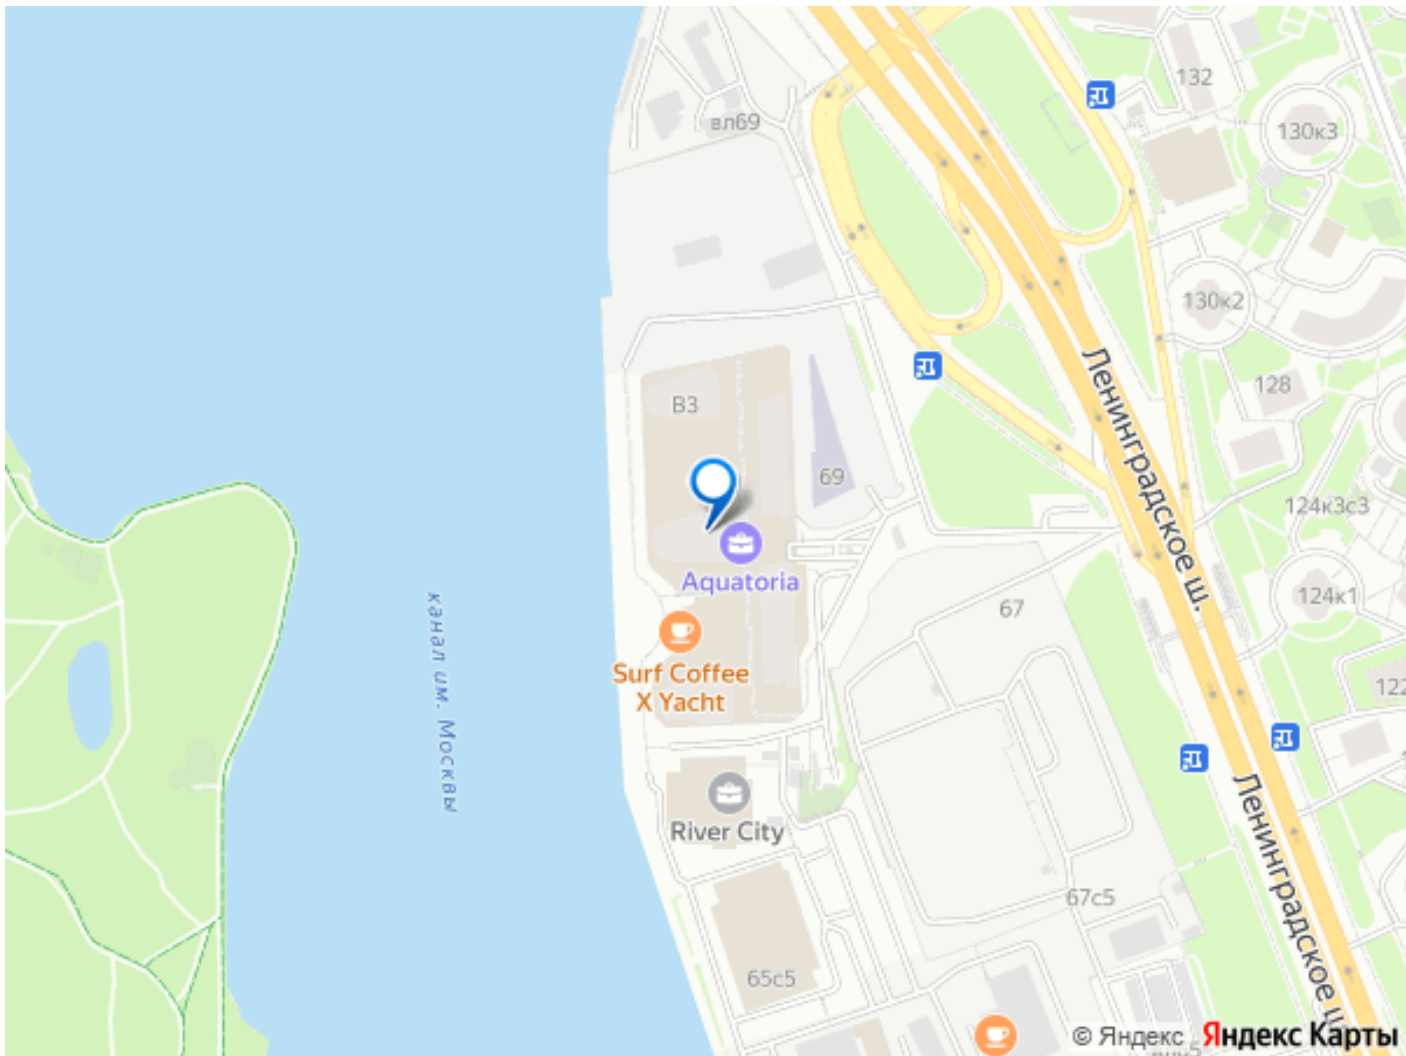 132
вл69
130к3
130к2
Ленинградское ш.
128
В3
69
124к3с3
Aquatoria
67
124к1
канал им. Москвы
Surf Coffee
X Yacht
122
River City
Ленинградское ш
67с5
65с5
© Яндекс Яндекс Карты